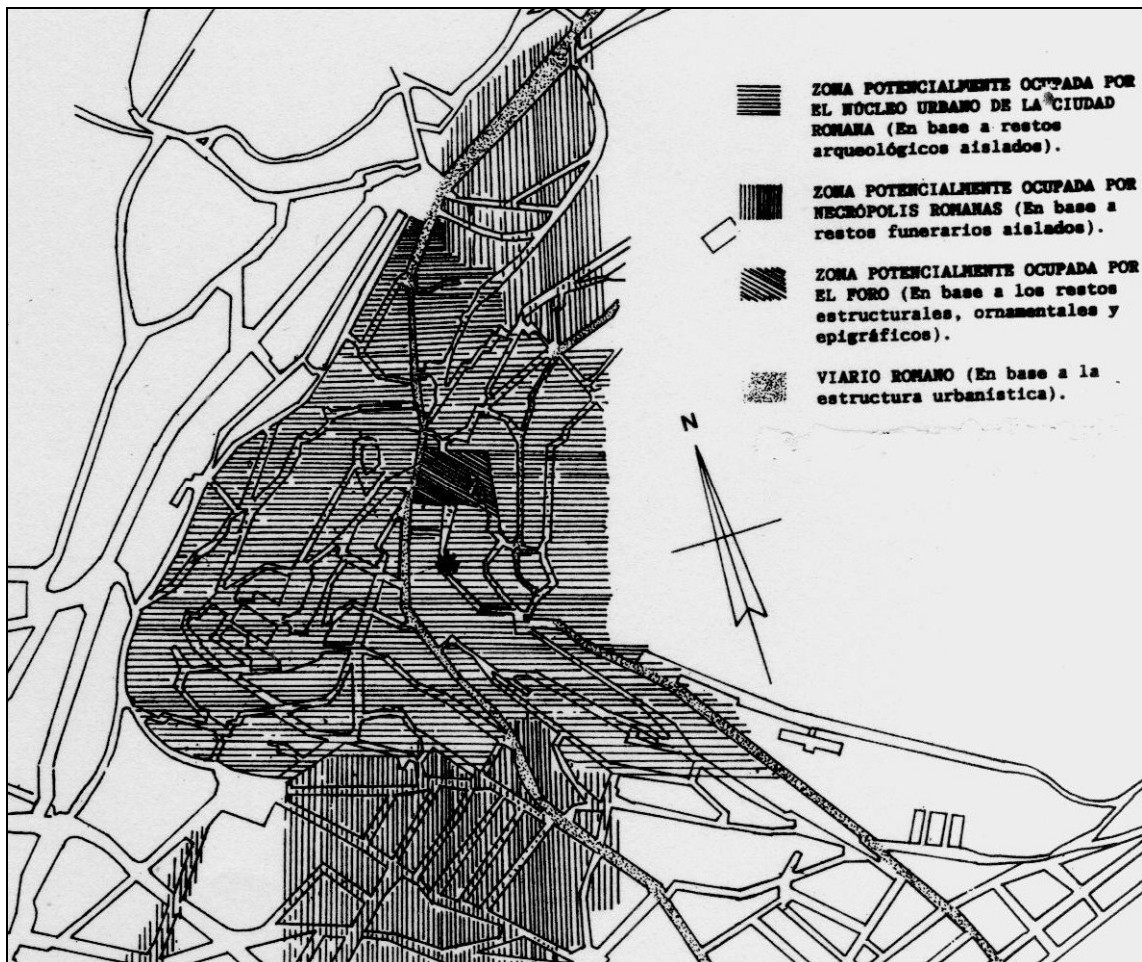 ZONA POTENCIALMENTE OCUPADA POR
EL NÚCLEO URBANO DE LA CIUDAD
ROMANA (En base a restos
arqueológicos aislados).
ZONA POTENCIALMENTE OCUPADA POR
NECRÓPOLIS ROMANAS (En base a
restos funerarios aislados).
ZONA POTENCIALMENTE OCUPADA POR
EL FORO (En base a los restos
estructurales, ornamentales y
epigráficos).
VIARIO ROMANO (En base a la
estructura urbanística).
N